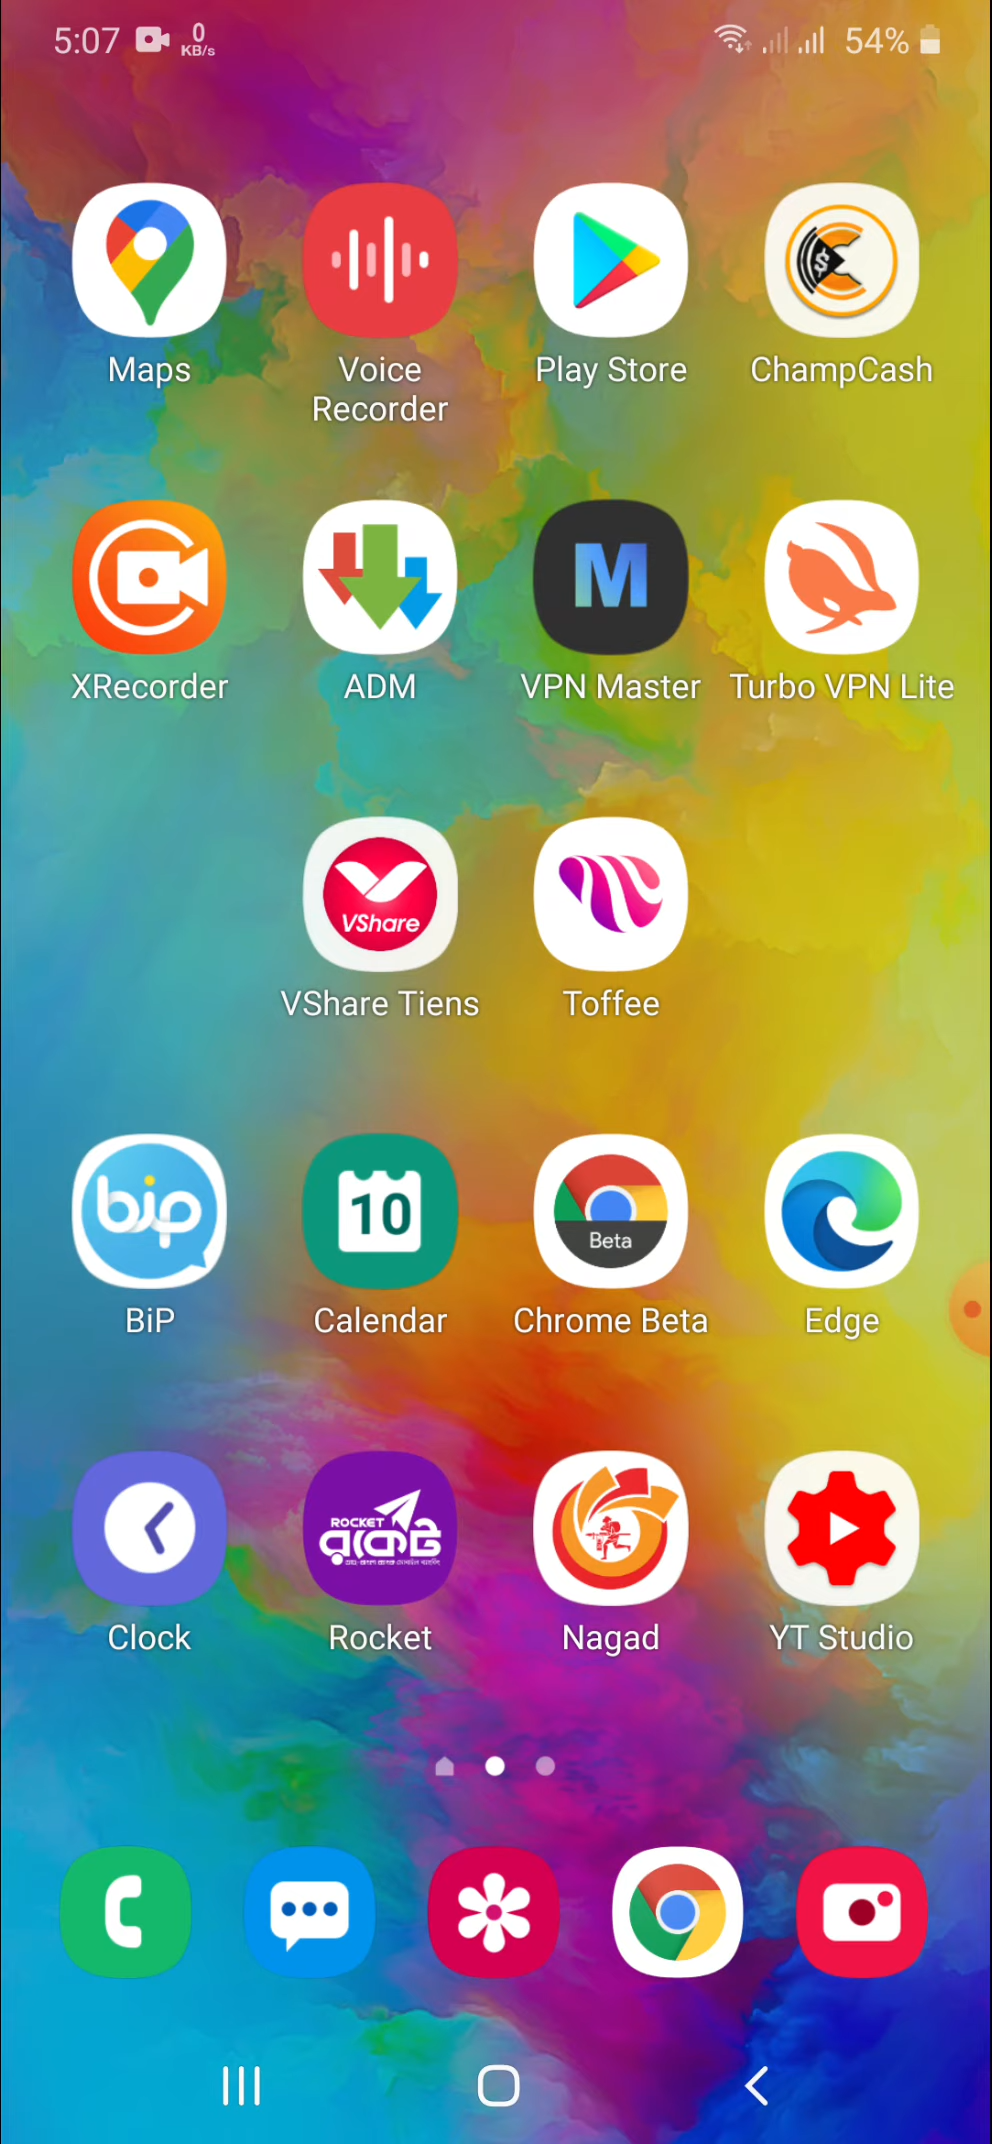 5:07
0
KB/s
54%
Maps
Voice
Recorder
Play Store
ChampCash
M
XRecorder
ADM
VPN Master
Turbo VPN Lite
VShare
VShare Tiens
Toffee
bip
10
Beta
BiP
Calendar
Chrome Beta
Edge
ROCKET
রকেট
Clock
Rocket
Nagad
YT Studio